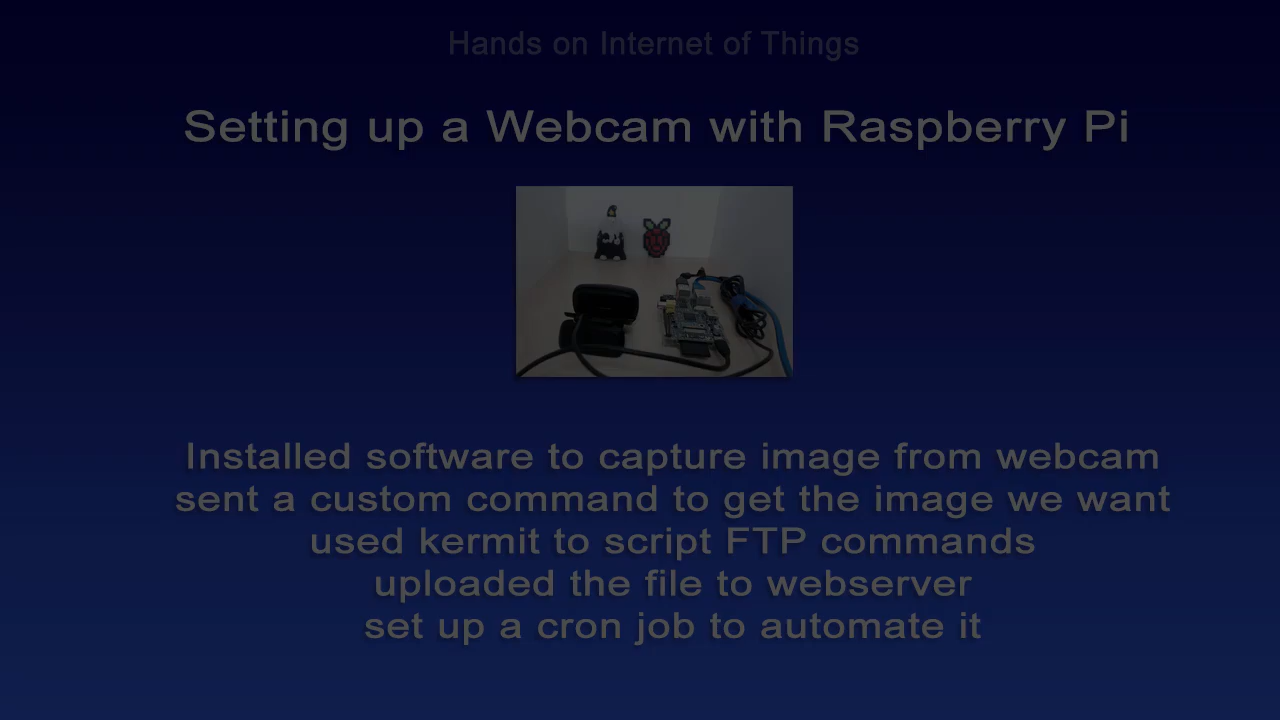 Hands on Internet of Things
Setting up a Webcam with Raspberry Pi
Installed software to capture image from webcam
sent a custom command to get the image we want
used kermit to script FTP commands
uploaded the file to webserver
set up a cron job to automate it